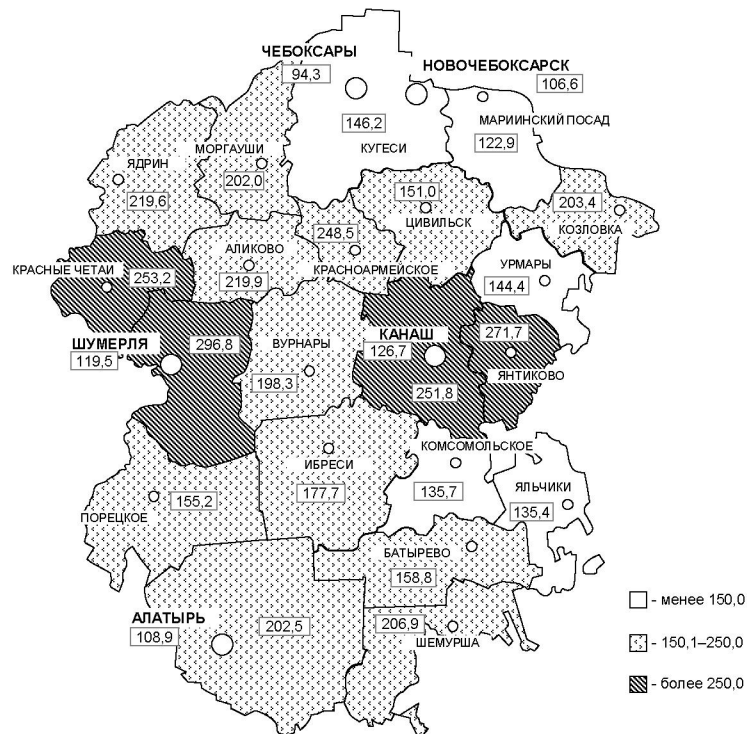 ЧЕБОКСАРЫ
94,3
НОВОЧЕБОКСАРСК
106,6
146,2
КУГЕСИ
МАРИИНСКИЙ ПОСАД
122,9
ЯДРИН
219,6
МОРГАУШИ
202,0
151,0
ЦИВИЛЬСК
203,4
КОЗЛОВКА
АЛИКОВО
219,9
248,5
КРАСНОАРМЕЙСКОЕ
КРАСНЫЕ ЧЕТАИ
253,2
УРМАРЫ
144,4
ШУМЕРЛЯ
119,5
296,8
ВУРНАРЫ
198,3
КАНАШ
126,7
251,8
271,7
ЯНТИКОВО
ИБРЕСИ
177,7
КОМСОМОЛЬСКОЕ
135,7
ЯЛЬЧИКИ
135,4
ПОРЕЦКОЕ
155,2
БАТЫРЕВО
158,8
АЛАТЫРЬ
108,9
202,5
206,9
ШЕМУРША
- менее 150,0
- 150,1–250,0
- более 250,0